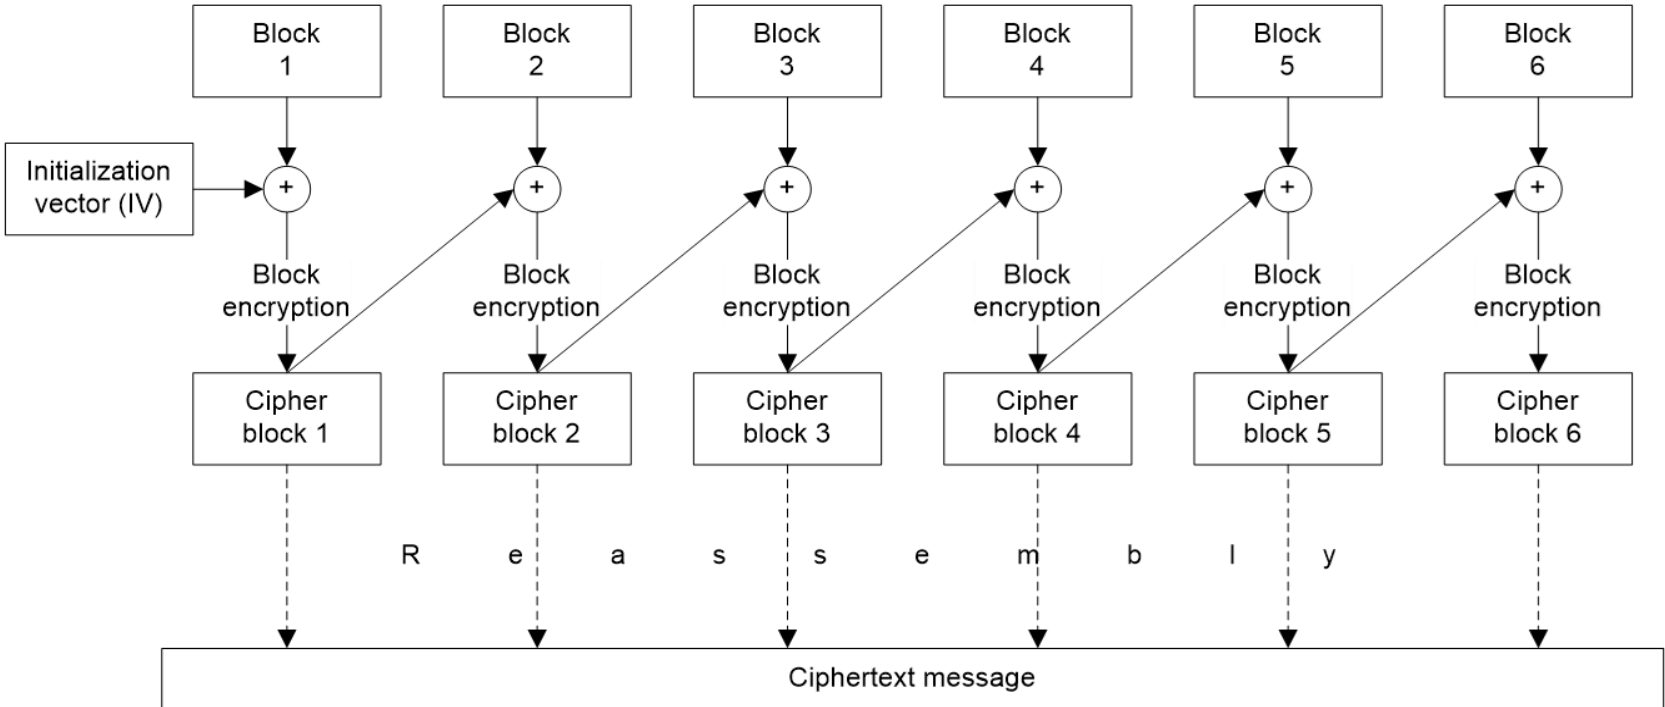 Block
1
Block
2
Block
3
Block
4
Block
5
Block
6
Initialization
vector (IV)
+
+
+
+
+
+
Block
encryption
Block
encryption
Block
encryption
Block
encryption
Block
encryption
Block
encryption
Cipher
block 1
Cipher
block 2
Cipher
block 3
Cipher
block 4
Cipher
block 5
Cipher
block 6
R e a s s e m b l y
Ciphertext message